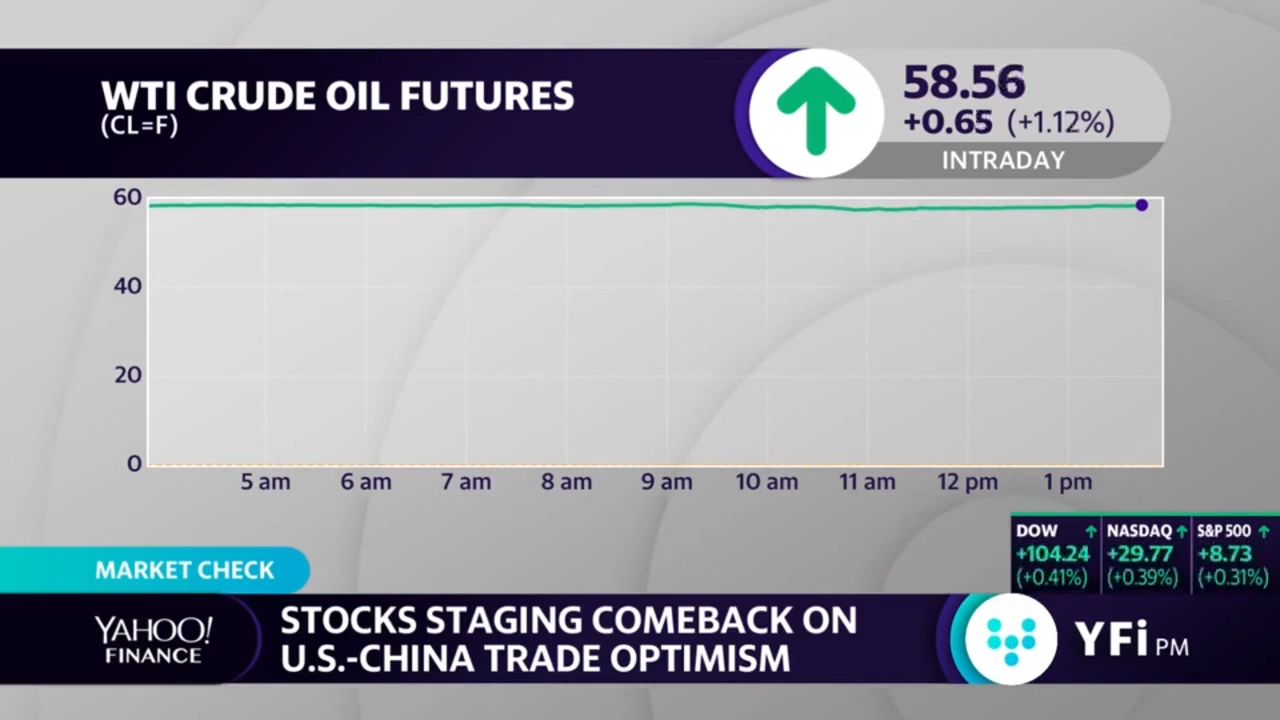 WTI CRUDE OIL FUTURES
(CL=F)
58.56
+0.65 (+1.12%)
INTRADAY
60
40
20
0
5 am 6 am 7 am 8 am 9 am 10 am 11 am 12 pm 1 pm
DOW NASDAQ S&P 500
+104.24 +29.77 +8.73
(+0.41%) (+0.39%) (+0.31%)
MARKET CHECK
YAHOO!
FINANCE
STOCKS STAGING COMEBACK ON
U.S.-CHINA TRADE OPTIMISM
YFi PM